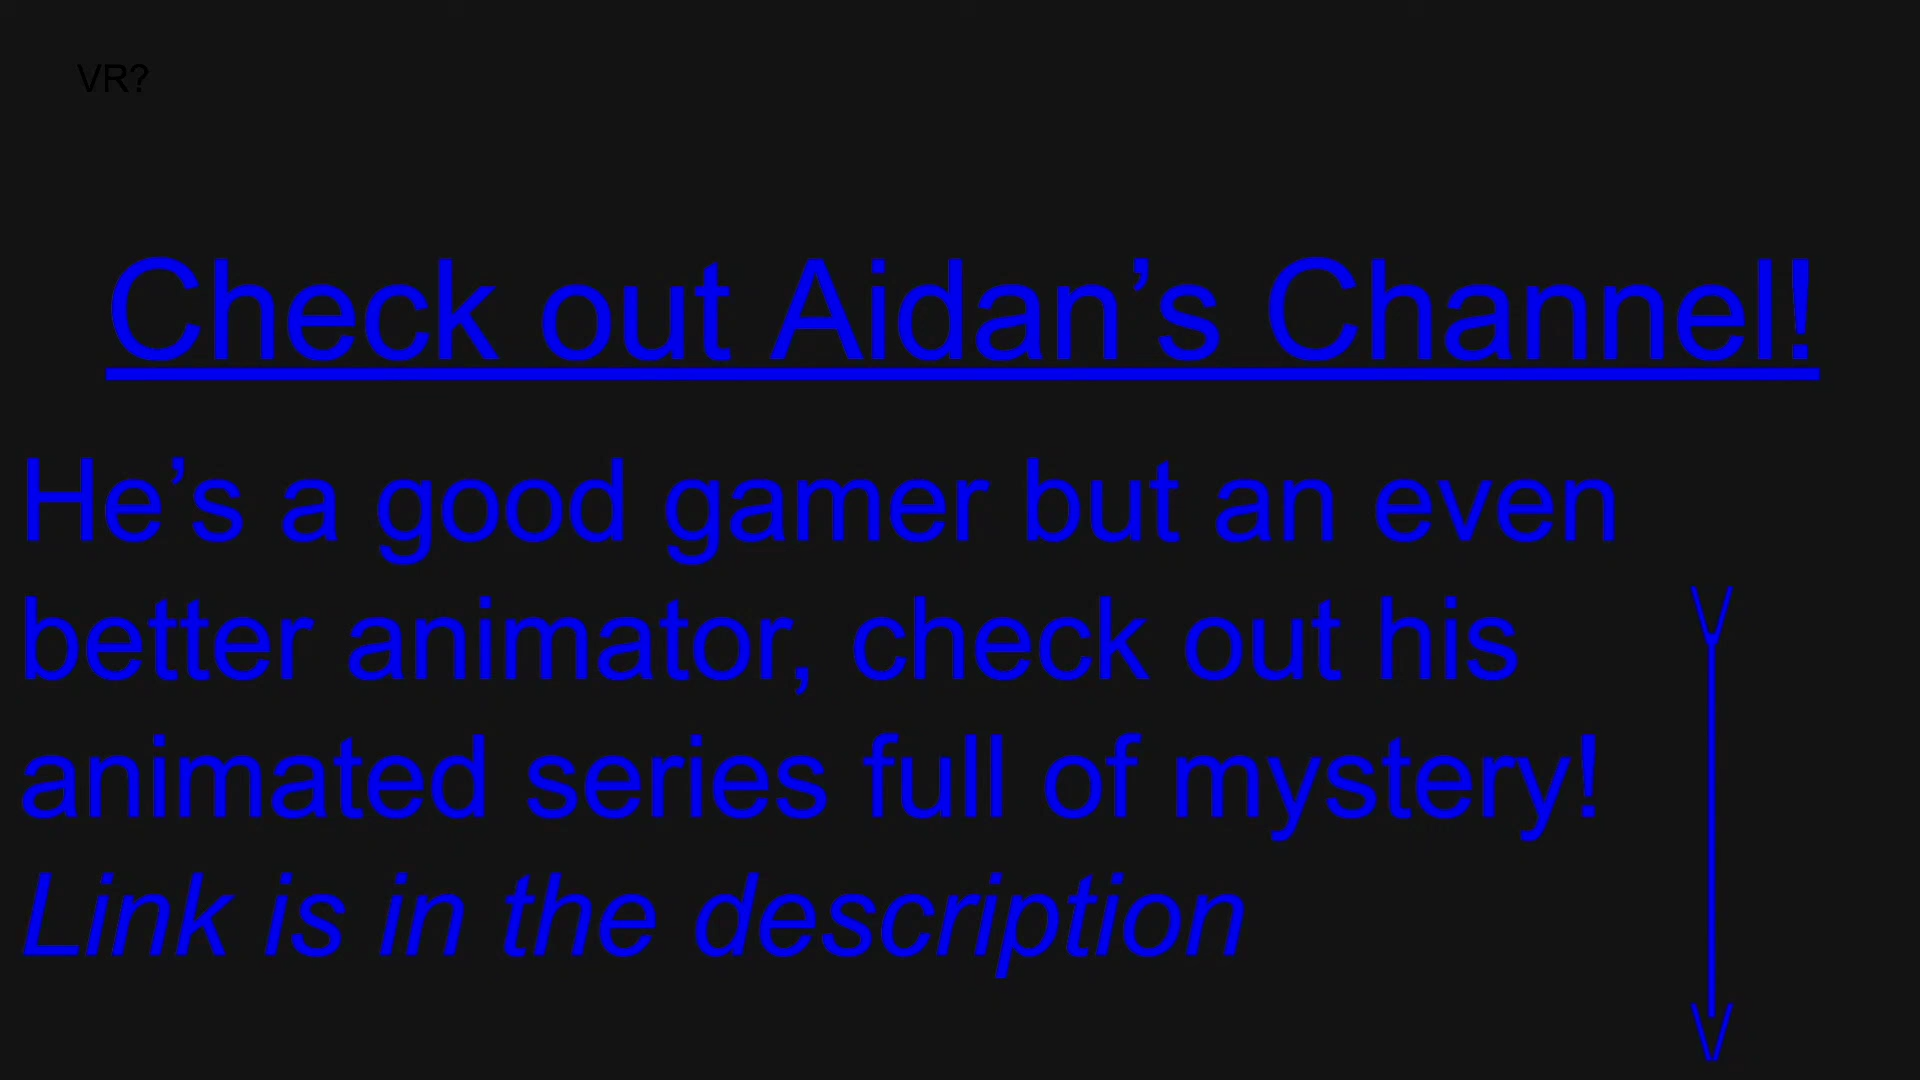 VR?
Check out Aidan’s Channel!
He’s a good gamer but an even
better animator, check out his
animated series full of mystery!
Link is in the description